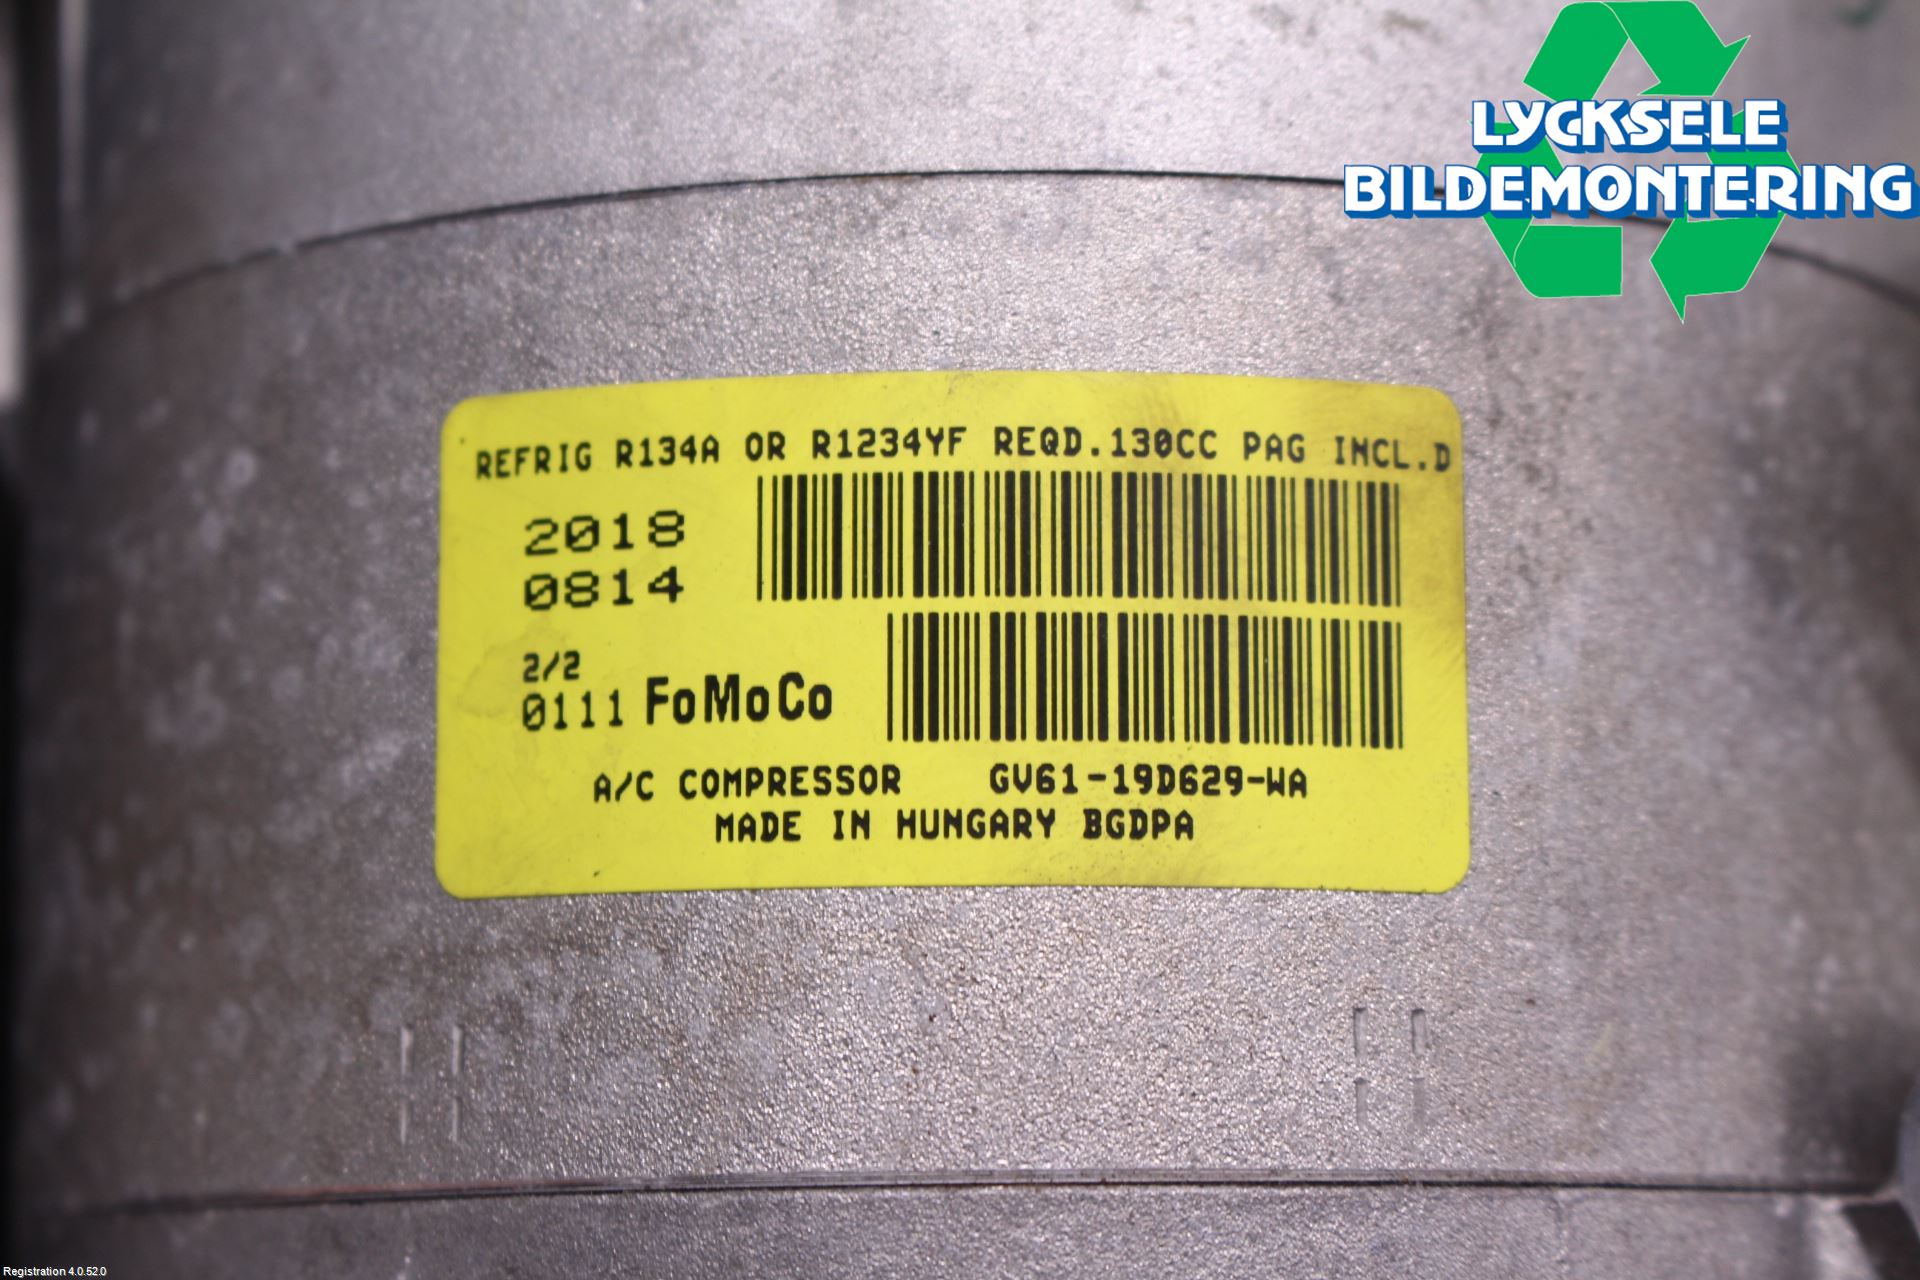 LYCKSELE
BILDEMONTERING
REFRIG R134A OR R1234YF REQD.130CC PAG INCL.D
2018
0814
2/2
0111 FoMoCo
A/C COMPRESSOR GV61-19D629-WA
MADE IN HUNGARY BGDPA
Registration 4.0.52.0